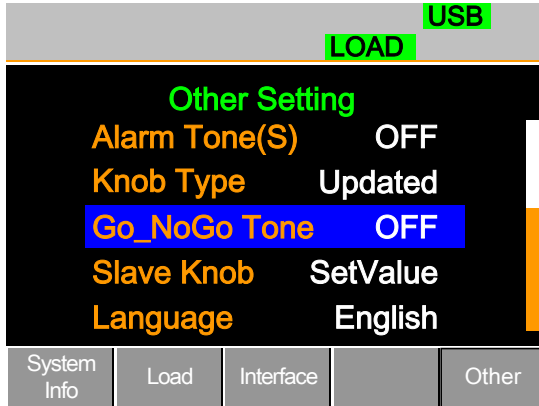 USB
LOAD
Other Setting
Alarm Tone(S) OFF
Knob Type Updated
Go_NoGo Tone OFF
Slave Knob SetValue
Language English
System Info
Load
Interface
Other